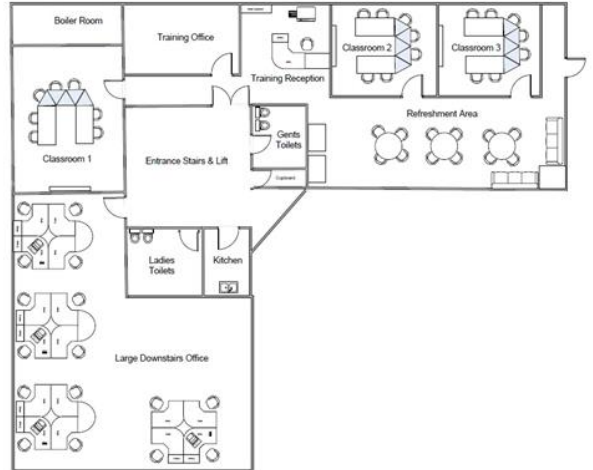 Boiler Room
Training Office
Training Reception
Classroom 2
Classroom 3
Refreshment Area
Classroom 1
Entrance Stairs & Lift
Gents
Toilets
Cupboard
Ladies
Toilets
Kitchen
Large Downstairs Office